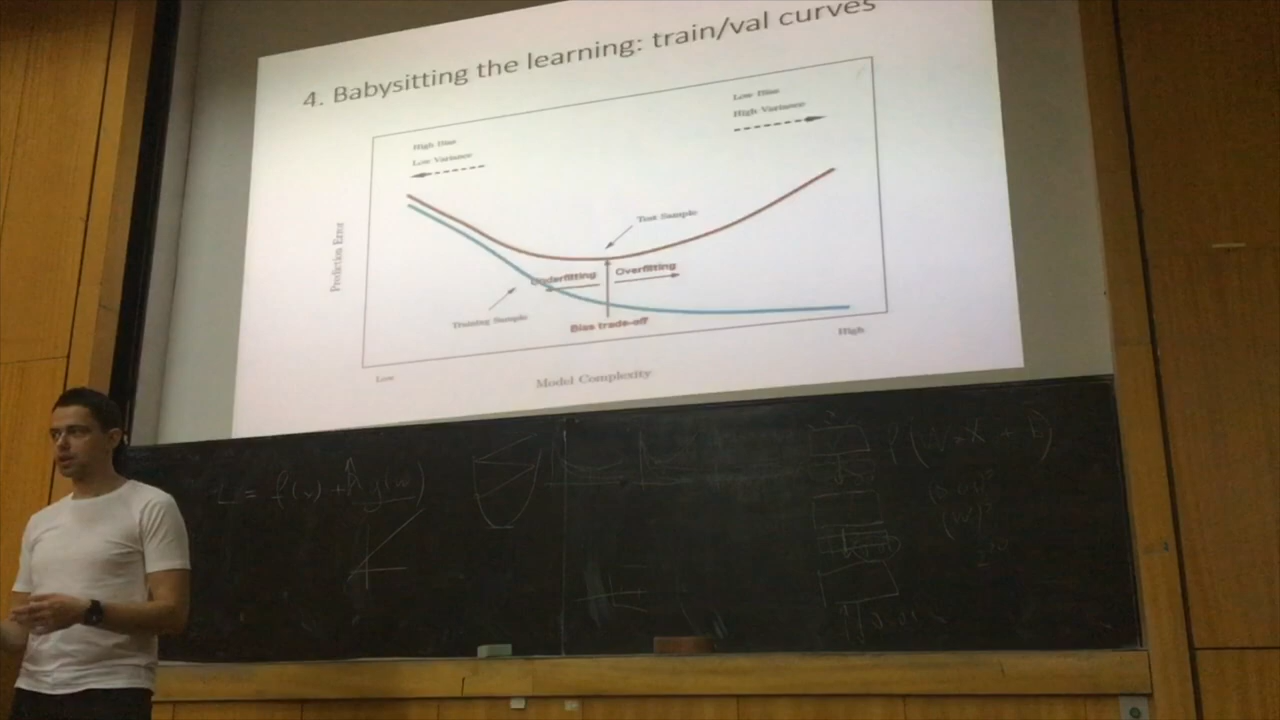 4. Babysitting the learning: train/val curves
Low Bias
High Variance
High Bias
Low Variance
Test Sample
Prediction Error
Underfitting
Overfitting
Training Sample
Bias trade-off
Low
High
Model Complexity
= f(x) + λg(w)